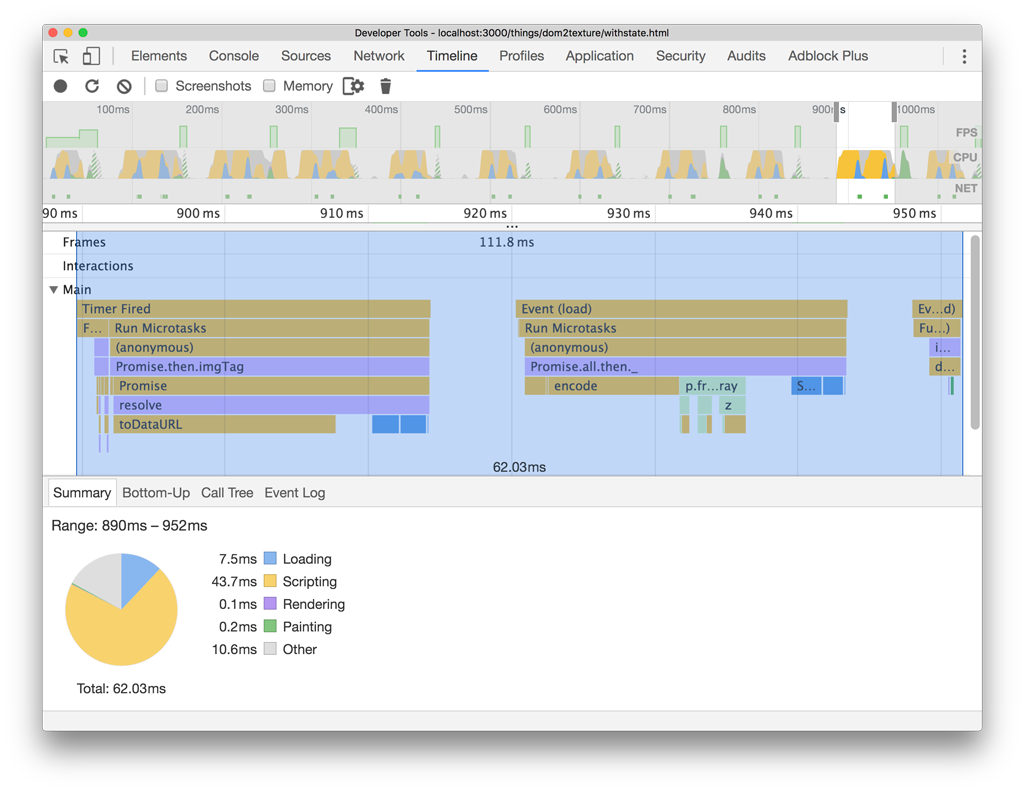 Developer Tools - localhost:3000/things/dom2texture/withstate.html
Elements Console Sources Network Timeline Profiles Application Security Audits Adblock Plus
Screenshots Memory
100ms 200ms 300ms 400ms 500ms 600ms 700ms 800ms 900ms 1000ms
FPS
CPU
NET
90 ms 900 ms 910 ms 920 ms 930 ms 940 ms 950 ms
...
Frames 111.8 ms
Interactions
Main
Timer Fired Event (load) Ev...d)
F... Run Microtasks Run Microtasks Fu...)
(anonymous) (anonymous) i...
Promise.then.imgTag Promise.all.then._ d...
Promise encode p.fr...ray S...
resolve z
toDataURL
62.03ms
Summary Bottom-Up Call Tree Event Log
Range: 890ms – 952ms
7.5ms Loading
43.7ms Scripting
0.1ms Rendering
0.2ms Painting
10.6ms Other
Total: 62.03ms